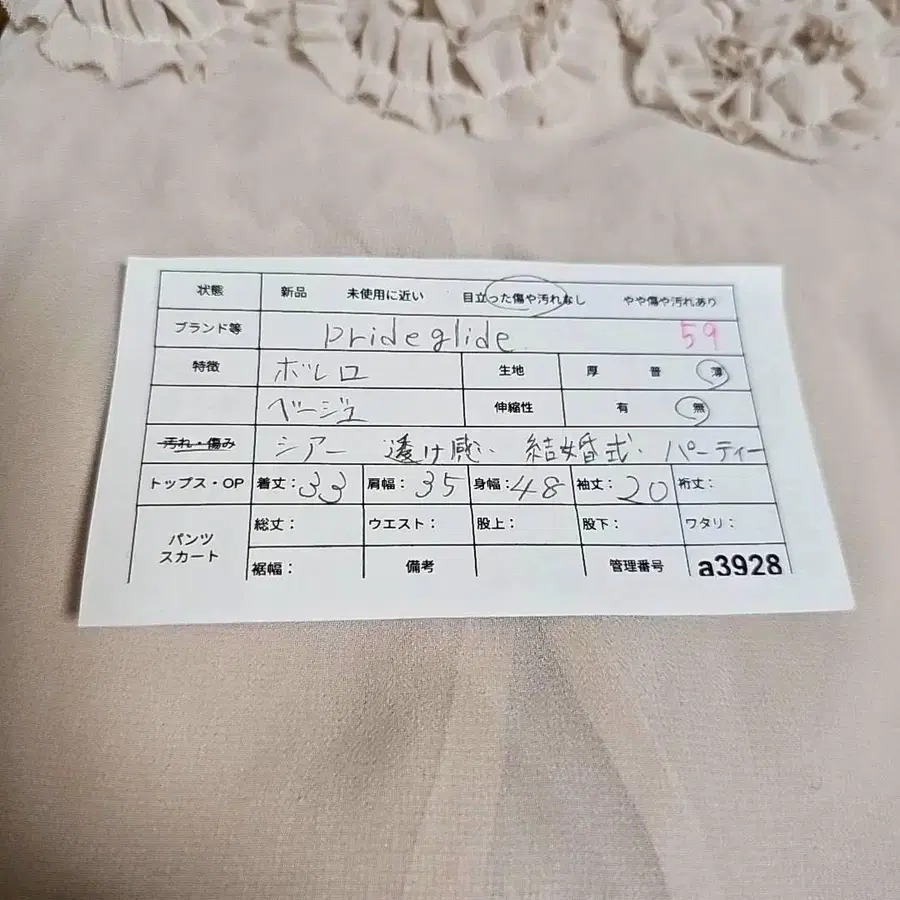 状態 新品 未使用に近い 目立った傷や汚れなし やや傷や汚れあり
ブランド等 prideglide 59
特徴 ボレロ 生地 厚 普 薄
ベージュ 伸縮性 有 無
汚れ・傷み シアー 透け感、結婚式、パーティー
トップス・OP 着丈:33 肩幅:35 身幅:48 袖丈:20 裄丈:
パンツ スカート 総丈: ウエスト: 股上: 股下: ワタリ:
裾幅: 備考 管理番号 a3928